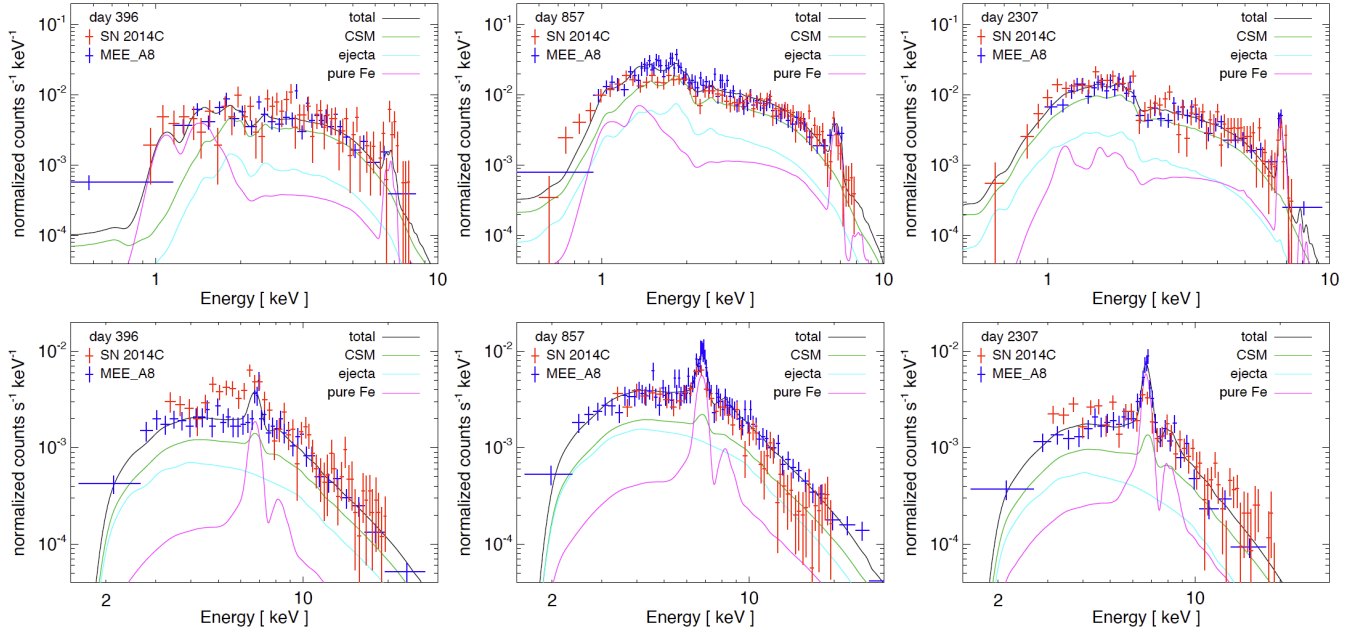 day 396 total
SN 2014C CSM
MEE_A8 ejecta
pure Fe
10⁻¹
10⁻²
10⁻³
10⁻⁴
normalized counts s⁻¹ keV⁻¹
1 10
Energy [ keV ]
day 857 total
SN 2014C CSM
MEE_A8 ejecta
pure Fe
10⁻¹
10⁻²
10⁻³
10⁻⁴
normalized counts s⁻¹ keV⁻¹
1 10
Energy [ keV ]
day 2307 total
SN 2014C CSM
MEE_A8 ejecta
pure Fe
10⁻¹
10⁻²
10⁻³
10⁻⁴
normalized counts s⁻¹ keV⁻¹
1 10
Energy [ keV ]
day 396 total
SN 2014C CSM
MEE_A8 ejecta
pure Fe
10⁻²
10⁻³
10⁻⁴
normalized counts s⁻¹ keV⁻¹
2 10
Energy [ keV ]
day 857 total
SN 2014C CSM
MEE_A8 ejecta
pure Fe
10⁻²
10⁻³
10⁻⁴
normalized counts s⁻¹ keV⁻¹
2 10
Energy [ keV ]
day 2307 total
SN 2014C CSM
MEE_A8 ejecta
pure Fe
10⁻²
10⁻³
10⁻⁴
normalized counts s⁻¹ keV⁻¹
2 10
Energy [ keV ]